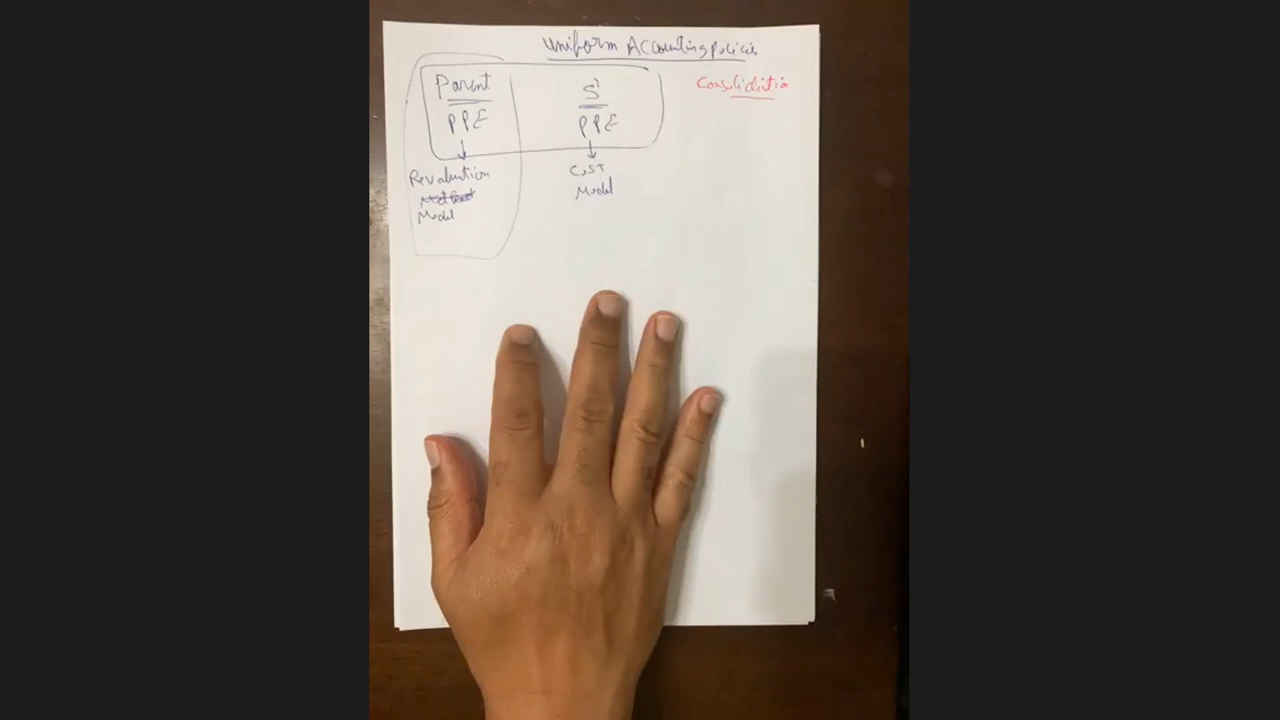 Uniform Accounting policies
Consolidation
Parent
S
PPE
PPE
Revaluation
Model
Cost
Model